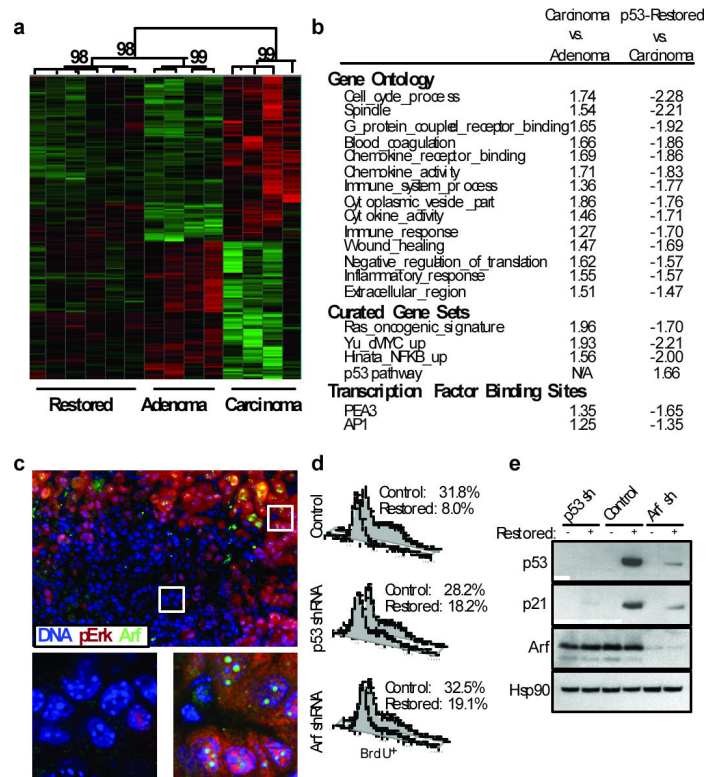 a
98
98
99
99
Restored
Adenoma
Carcinoma
b
Carcinoma vs. Adenoma
p53-Restored vs. Carcinoma
Gene Ontology
Cell_cycle_process 1.74 -2.28
Spindle 1.54 -2.21
G_protein_coupled_receptor_binding 1.65 -1.92
Blood_coagulation 1.66 -1.86
Chemokine_receptor_binding 1.69 -1.86
Chemokine_activity 1.71 -1.83
Immune_system_process 1.36 -1.77
Cytoplasmic_veside_part 1.86 -1.76
Cytokine_activity 1.46 -1.71
Immune_response 1.27 -1.70
Wound_healing 1.47 -1.69
Negative_regulation_of_translation 1.62 -1.57
Inflammatory_response 1.55 -1.57
Extracellular_region 1.51 -1.47
Curated Gene Sets
Ras_oncogenic_signature 1.96 -1.70
Yu_cMYC_up 1.93 -2.21
Hinata_NFKB_up 1.56 -2.00
p53 pathway N/A 1.66
Transcription Factor Binding Sites
PEA3 1.35 -1.65
AP1 1.25 -1.35
c
DNA pErk Arf
d
Control
Control: 31.8%
Restored: 8.0%
p53 shRNA
Control: 28.2%
Restored: 18.2%
Arf shRNA
Control: 32.5%
Restored: 19.1%
BrdU+
e
p53 sh
Control
Arf sh
Restored: - + - + - +
p53
p21
Arf
Hsp90